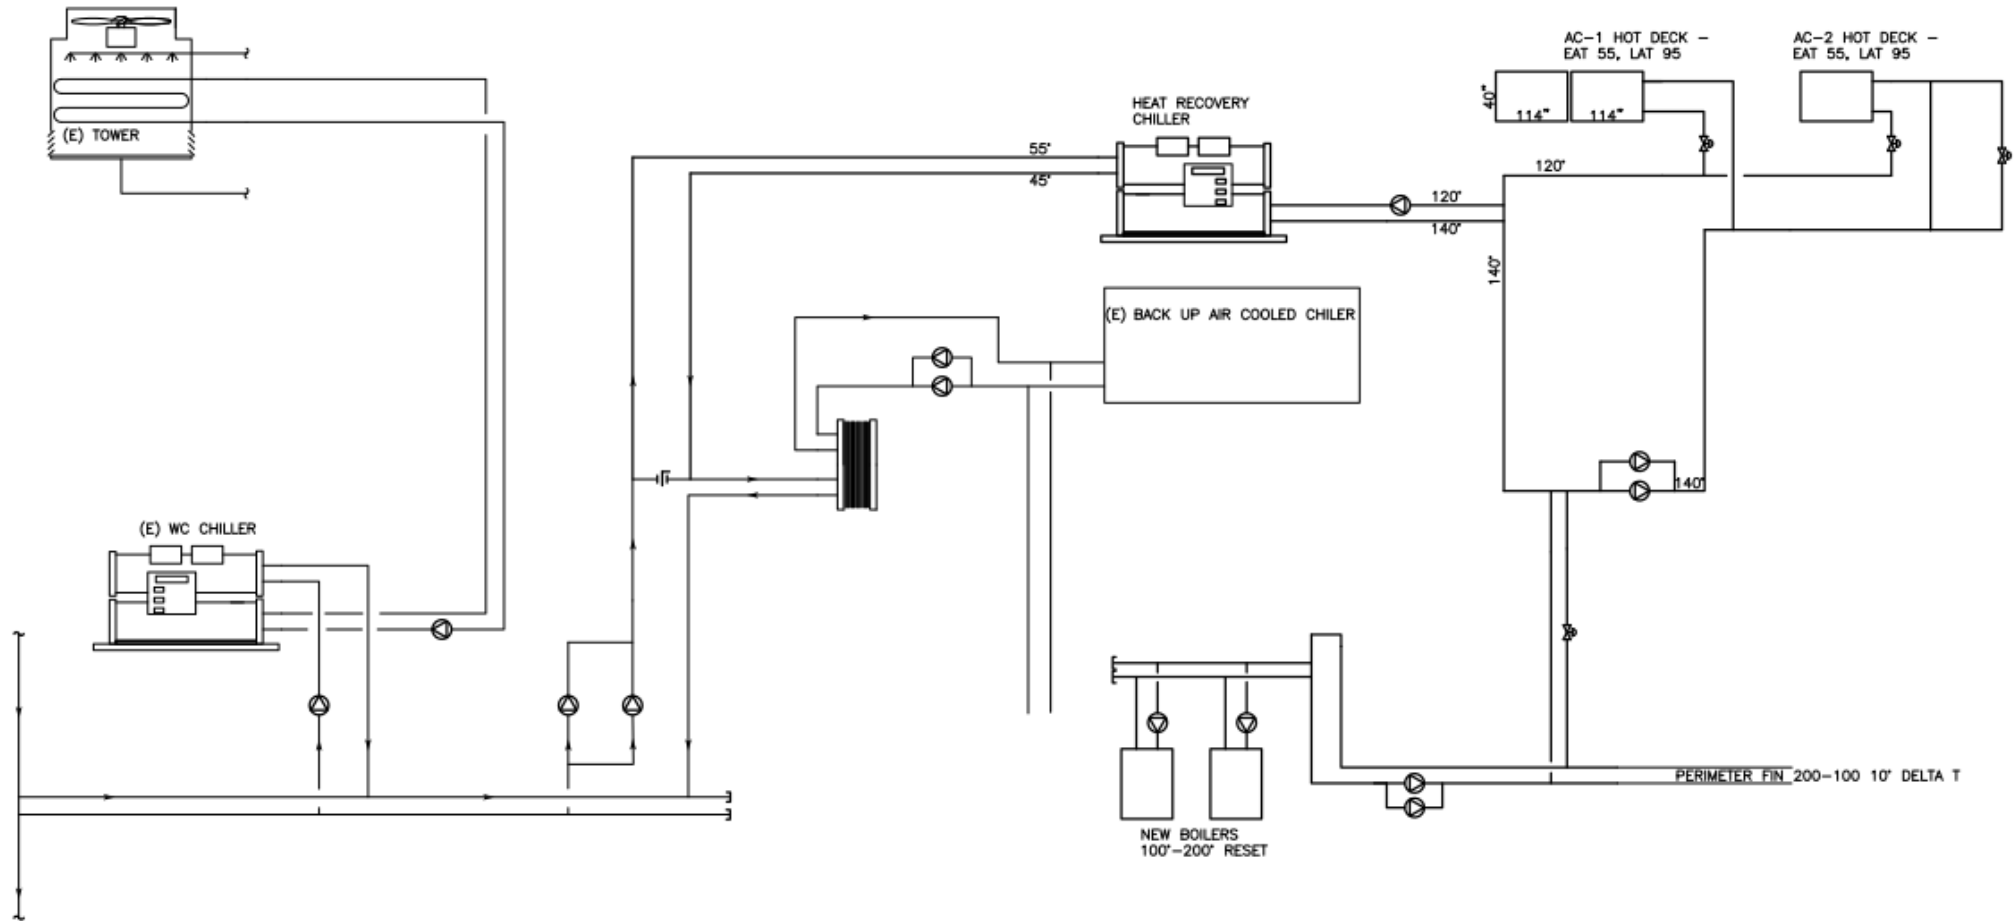 AC-1 HOT DECK -
EAT 55, LAT 95
AC-2 HOT DECK -
EAT 55, LAT 95
40"
114"
114"
HEAT RECOVERY
CHILLER
(E) TOWER
55°
45°
120°
120°
140°
140°
(E) BACK UP AIR COOLED CHILER
140°
(E) WC CHILLER
PERIMETER FIN 200-100 10° DELTA T
NEW BOILERS
100°-200° RESET